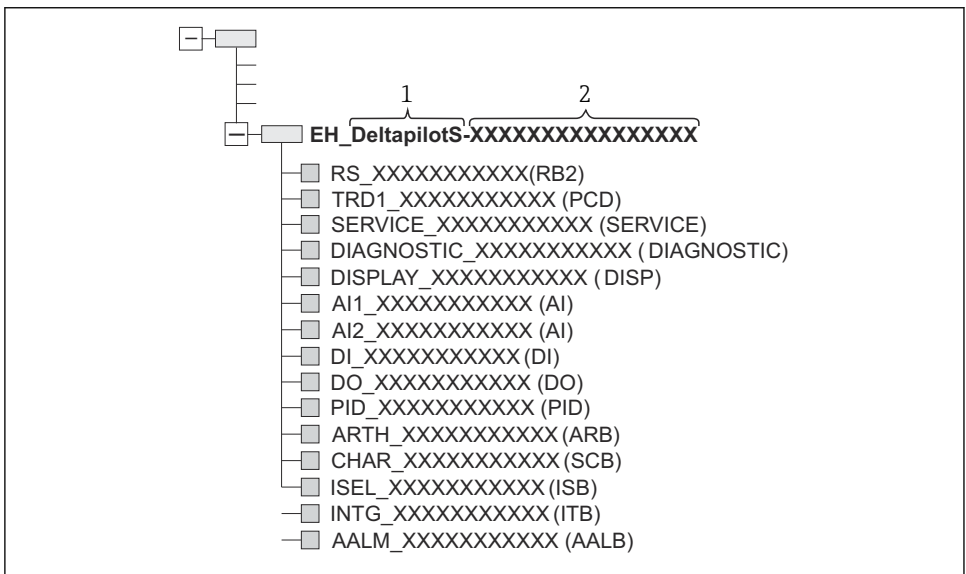 1 2
EH_DeltapilotS-XXXXXXXXXXXXXXXX
RS_XXXXXXXXXXX(RB2)
TRD1_XXXXXXXXXXX (PCD)
SERVICE_XXXXXXXXXXX (SERVICE)
DIAGNOSTIC_XXXXXXXXXXX (DIAGNOSTIC)
DISPLAY_XXXXXXXXXXX (DISP)
AI1_XXXXXXXXXXX (AI)
AI2_XXXXXXXXXXX (AI)
DI_XXXXXXXXXXX (DI)
DO_XXXXXXXXXXX (DO)
PID_XXXXXXXXXXX (PID)
ARTH_XXXXXXXXXXX (ARB)
CHAR_XXXXXXXXXXX (SCB)
ISEL_XXXXXXXXXXX (ISB)
INTG_XXXXXXXXXXX (ITB)
AALM_XXXXXXXXXXX (AALB)